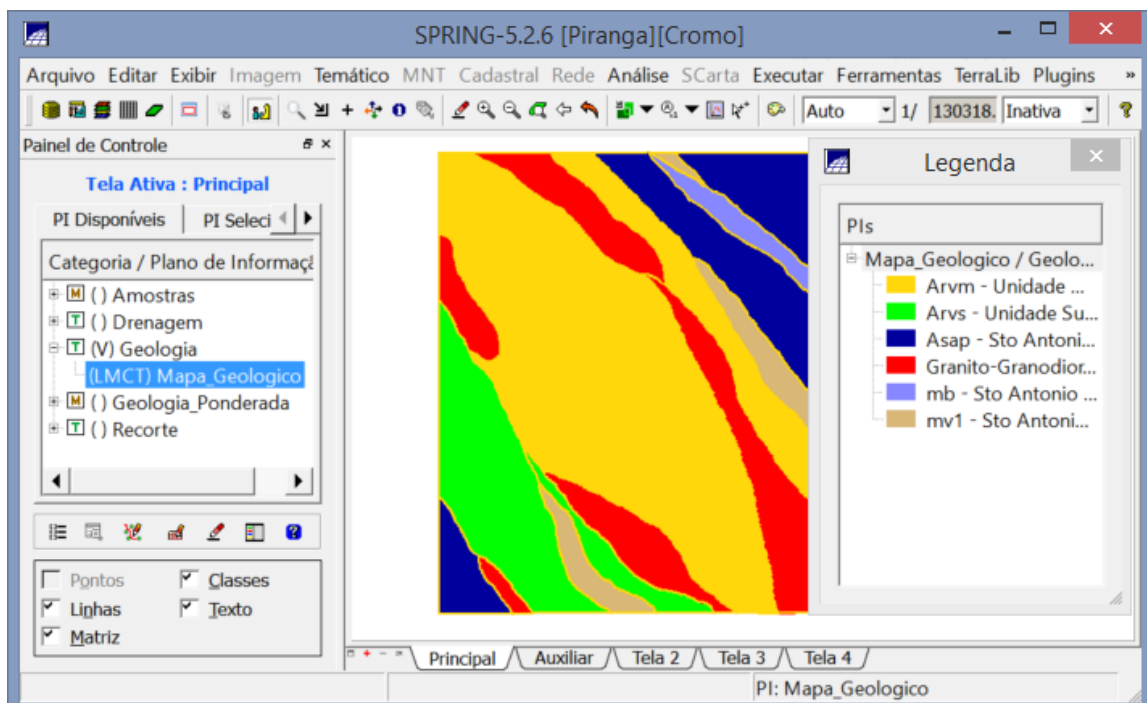 SPRING-5.2.6 [Piranga][Cromo]
Arquivo Editar Exibir Imagem Temático MNT Cadastral Rede Análise SCarta Executar Ferramentas TerraLib Plugins »
Auto 1/ 130318. Inativa
Painel de Controle
Tela Ativa : Principal
PI Disponíveis PI Seleci
Categoria / Plano de Informaçã
M ( ) Amostras
T ( ) Drenagem
T (V) Geologia
(LMCT) Mapa_Geologico
M ( ) Geologia_Ponderada
T ( ) Recorte
Pontos Classes
Linhas Texto
Matriz
Legenda
PIs
Mapa_Geologico / Geolo...
Arvm - Unidade ...
Arvs - Unidade Su...
Asap - Sto Antoni...
Granito-Granodior...
mb - Sto Antonio ...
mv1 - Sto Antoni...
Principal Auxiliar Tela 2 Tela 3 Tela 4
PI: Mapa_Geologico